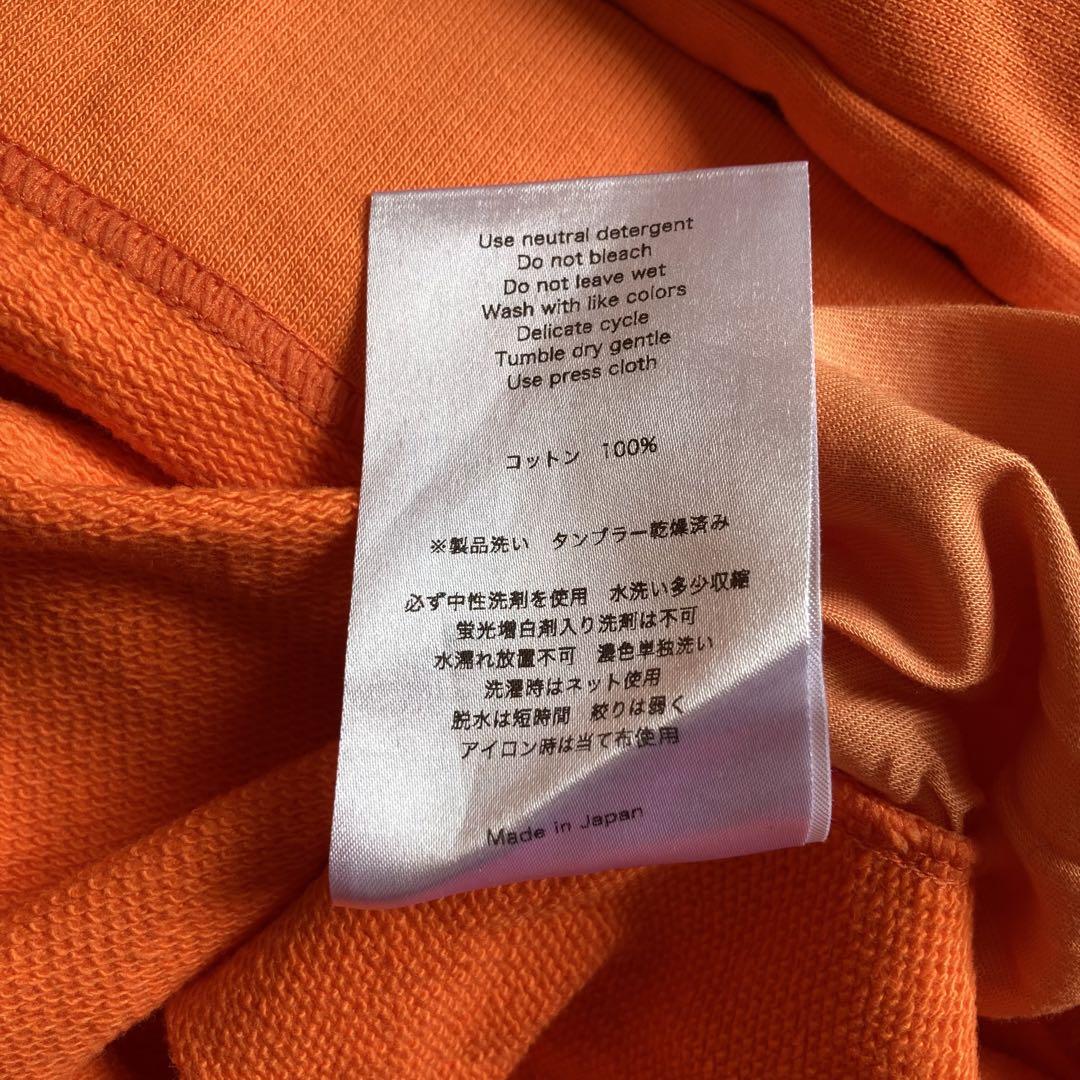 Use neutral detergent
Do not bleach
Do not leave wet
Wash with like colors
Delicate cycle
Tumble dry gentle
Use press cloth
コットン　100%
※製品洗い　タンブラー乾燥済み
必ず中性洗剤を使用　水洗い多少収縮
蛍光増白剤入り洗剤は不可
水濡れ放置不可　濃色単独洗い
洗濯時はネット使用
脱水は短時間　絞りは弱く
アイロン時は当て布使用
Made in Japan